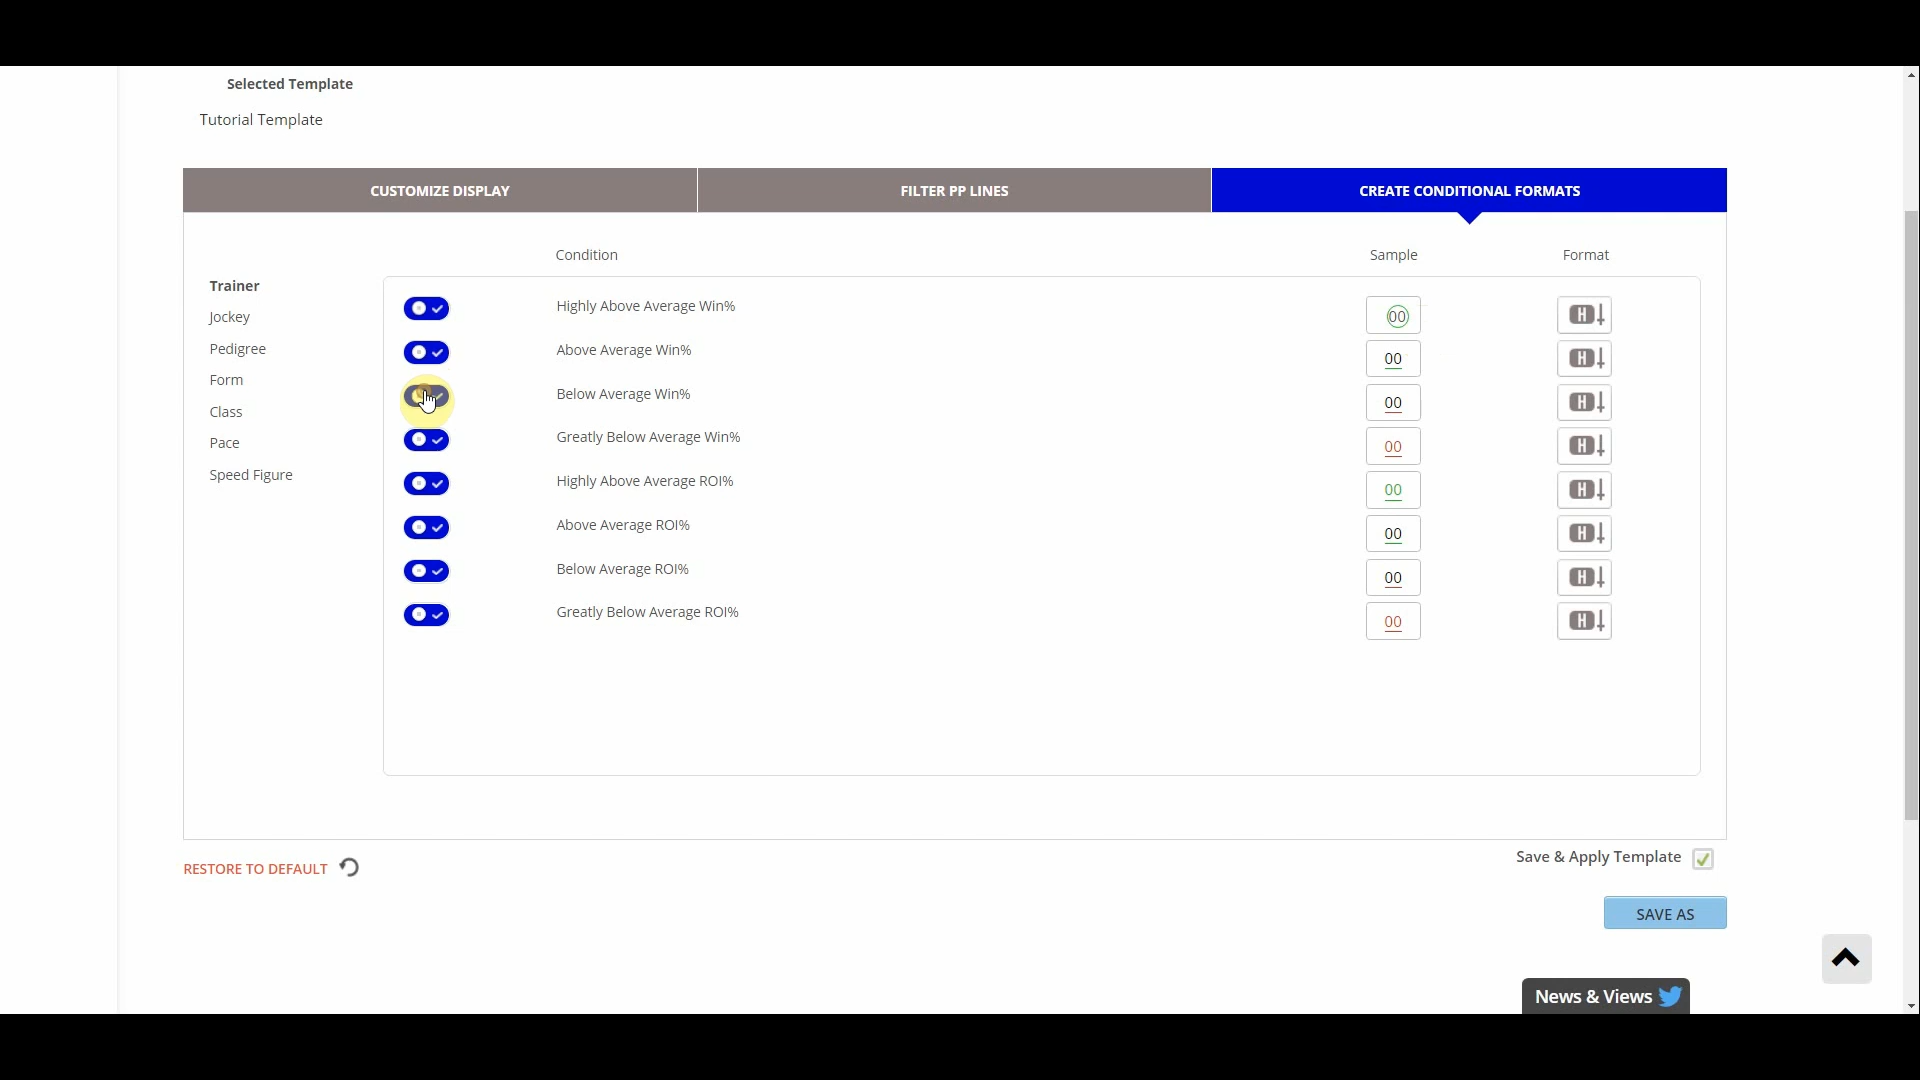 Selected Template
Tutorial Template
CUSTOMIZE DISPLAY
FILTER PP LINES
CREATE CONDITIONAL FORMATS
Condition
Sample
Format
Trainer
Jockey
Pedigree
Form
Class
Pace
Speed Figure
Highly Above Average Win% 00 H
Above Average Win% 00 H
Below Average Win% 00 H
Greatly Below Average Win% 00 H
Highly Above Average ROI% 00 H
Above Average ROI% 00 H
Below Average ROI% 00 H
Greatly Below Average ROI% 00 H
RESTORE TO DEFAULT
Save & Apply Template
SAVE AS
News & Views